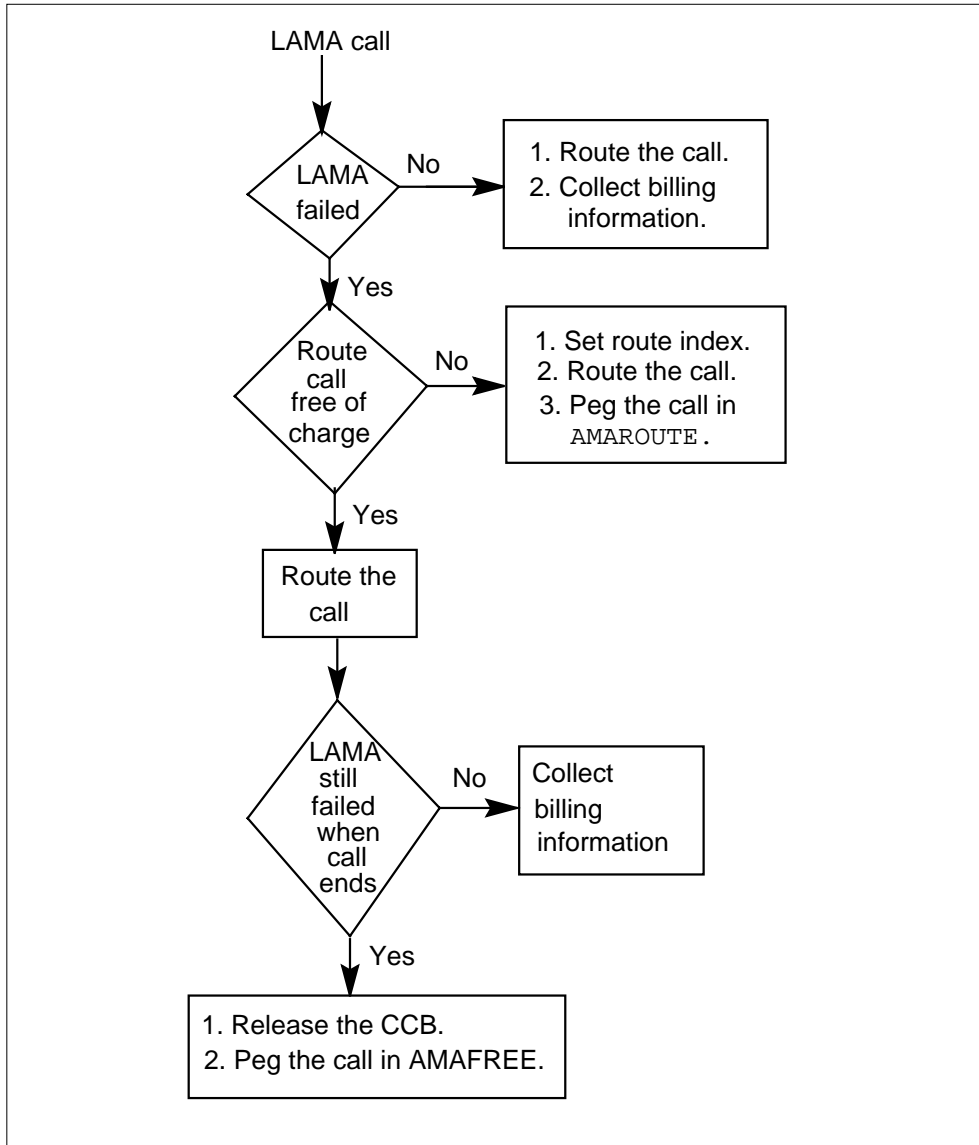 LAMA call
LAMA
failed
No
1. Route the call.
2. Collect billing
information.
Yes
Route
call
free of
charge
No
1. Set route index.
2. Route the call.
3. Peg the call in
AMAROUTE.
Yes
Route the
call
LAMA
still
failed
when
call
ends
No
Collect
billing
information
Yes
1. Release the CCB.
2. Peg the call in AMAFREE.